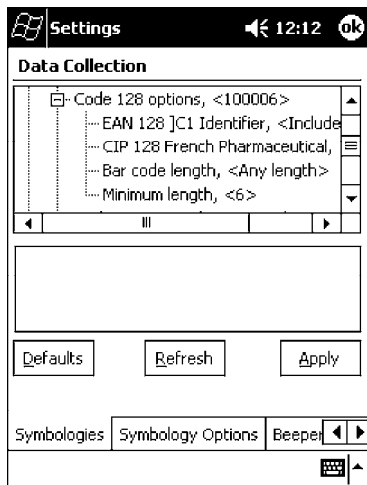 Settings 12:12 ok
Data Collection
Code 128 options, <100006>
EAN 128 ]C1 Identifier, <Include
CIP 128 French Pharmaceutical,
Bar code length, <Any length>
Minimum length, <6>
Defaults Refresh Apply
Symbologies Symbology Options Beeper